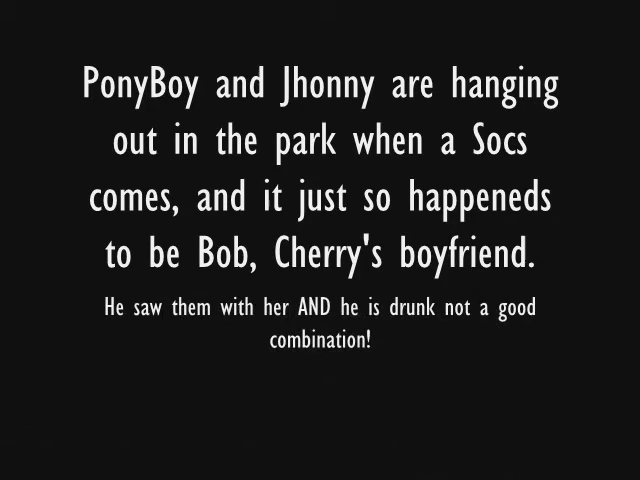 PonyBoy and Jhonny are hanging
out in the park when a Socs
comes, and it just so happeneds
to be Bob, Cherry's boyfriend.
He saw them with her AND he is drunk not a good
combination!